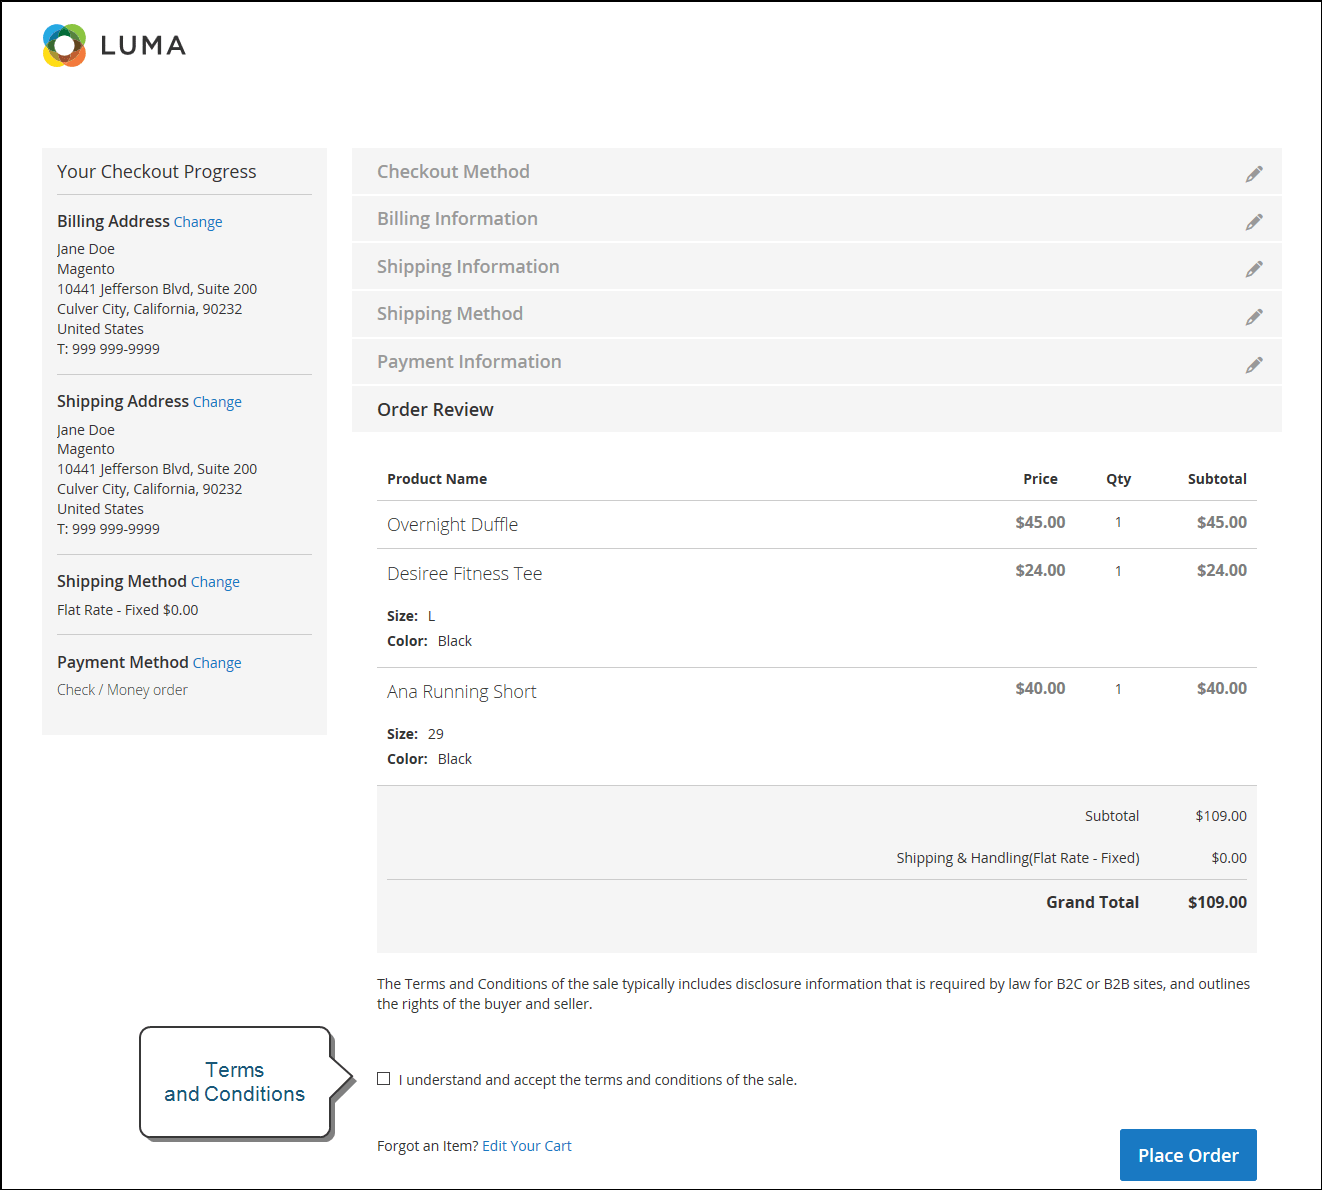 LUMA
Your Checkout Progress
Billing Address Change
Jane Doe
Magento
10441 Jefferson Blvd, Suite 200
Culver City, California, 90232
United States
T: 999 999-9999
Shipping Address Change
Jane Doe
Magento
10441 Jefferson Blvd, Suite 200
Culver City, California, 90232
United States
T: 999 999-9999
Shipping Method Change
Flat Rate - Fixed $0.00
Payment Method Change
Check / Money order
Checkout Method
Billing Information
Shipping Information
Shipping Method
Payment Information
Order Review
Product Name Price Qty Subtotal
Overnight Duffle $45.00 1 $45.00
Desiree Fitness Tee $24.00 1 $24.00
Size: L
Color: Black
Ana Running Short $40.00 1 $40.00
Size: 29
Color: Black
Subtotal $109.00
Shipping & Handling(Flat Rate - Fixed) $0.00
Grand Total $109.00
The Terms and Conditions of the sale typically includes disclosure information that is required by law for B2C or B2B sites, and outlines
the rights of the buyer and seller.
Terms
and Conditions
I understand and accept the terms and conditions of the sale.
Forgot an Item? Edit Your Cart
Place Order